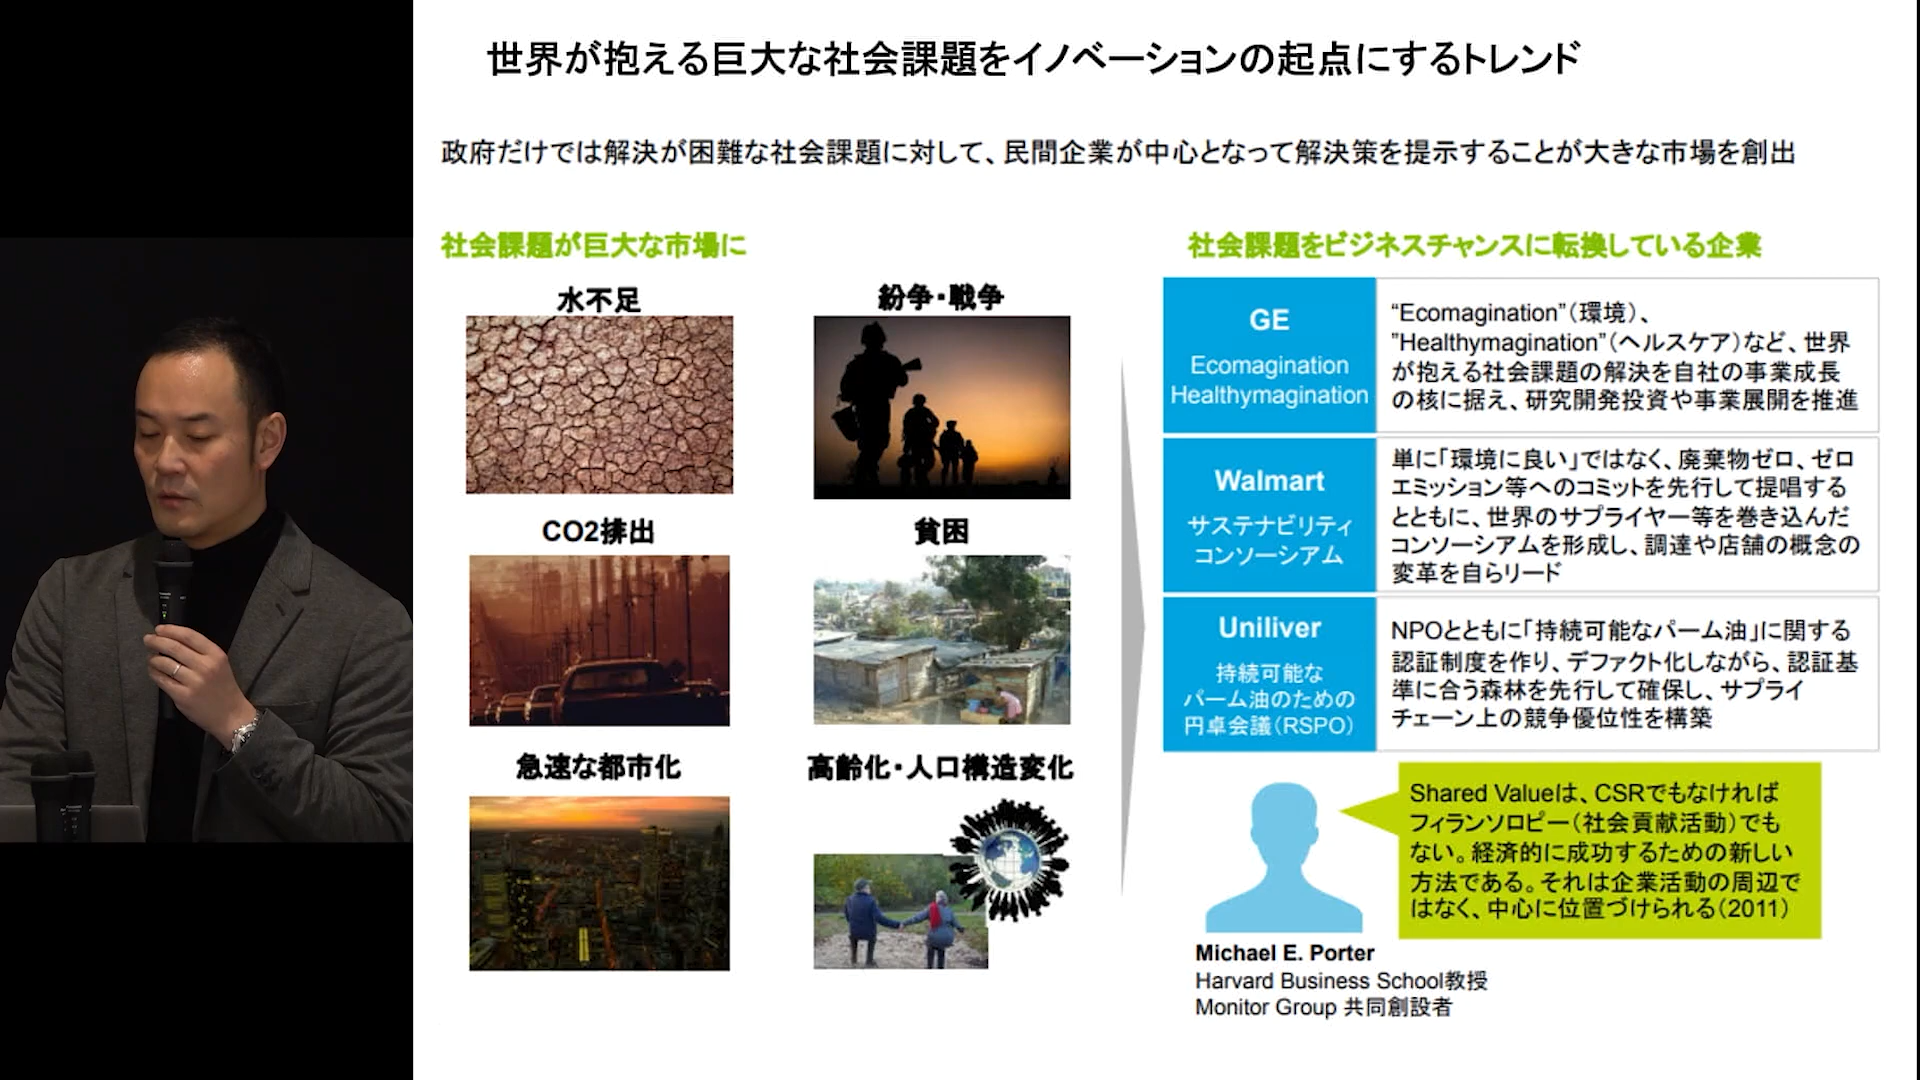 世界が抱える巨大な社会課題をイノベーションの起点にするトレンド
政府だけでは解決が困難な社会課題に対して、民間企業が中心となって解決策を提示することが大きな市場を創出
社会課題が巨大な市場に
水不足
紛争・戦争
CO2排出
貧困
急速な都市化
高齢化・人口構造変化
社会課題をビジネスチャンスに転換している企業
GE
Ecomagination
Healthymagination
“Ecomagination”（環境）、
”Healthymagination”（ヘルスケア）など、世界
が抱える社会課題の解決を自社の事業成長
の核に据え、研究開発投資や事業展開を推進
Walmart
サステナビリティ
コンソーシアム
単に「環境に良い」ではなく、廃棄物ゼロ、ゼロ
エミッション等へのコミットを先行して提唱する
とともに、世界のサプライヤー等を巻き込んだ
コンソーシアムを形成し、調達や店舗の概念の
変革を自らリード
Uniliver
持続可能な
パーム油のための
円卓会議（RSPO）
NPOとともに「持続可能なパーム油」に関する
認証制度を作り、デファクト化しながら、認証基
準に合う森林を先行して確保し、サプライ
チェーン上の競争優位性を構築
Shared Valueは、CSRでもなければ
フィランソロピー（社会貢献活動）でも
ない。経済的に成功するための新しい
方法である。それは企業活動の周辺で
はなく、中心に位置づけられる（2011）
Michael E. Porter
Harvard Business School教授
Monitor Group 共同創設者